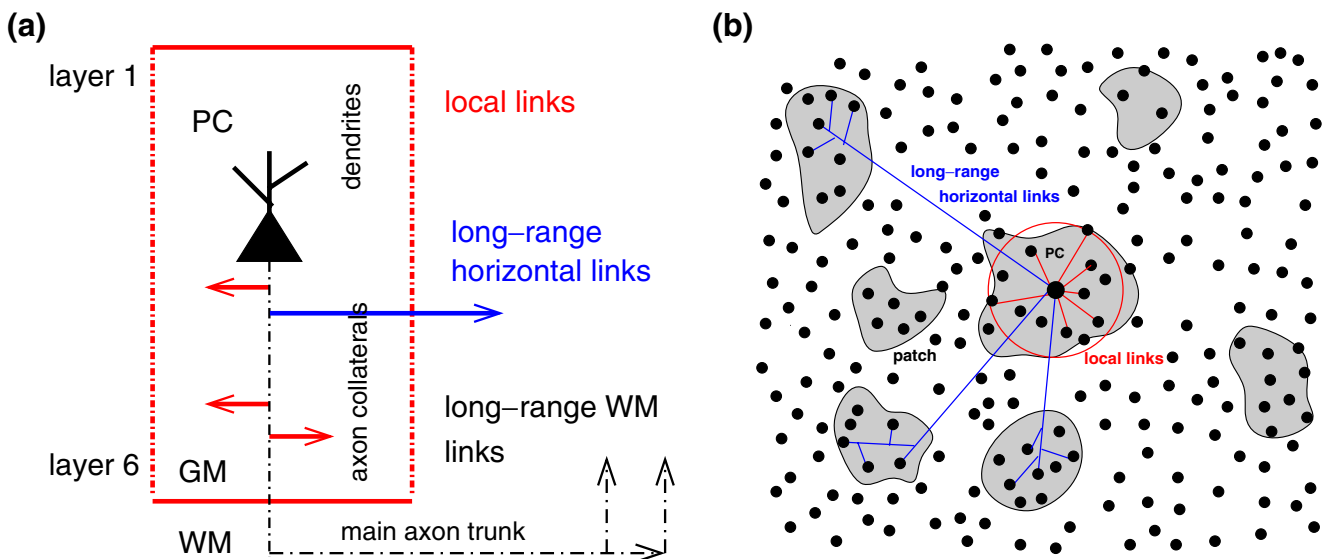 (a)
layer 1
PC
dendrites
local links
long–range
horizontal links
axon collaterals
long–range WM
links
layer 6
GM
WM
main axon trunk
(b)
long–range
horizontal links
PC
patch
local links